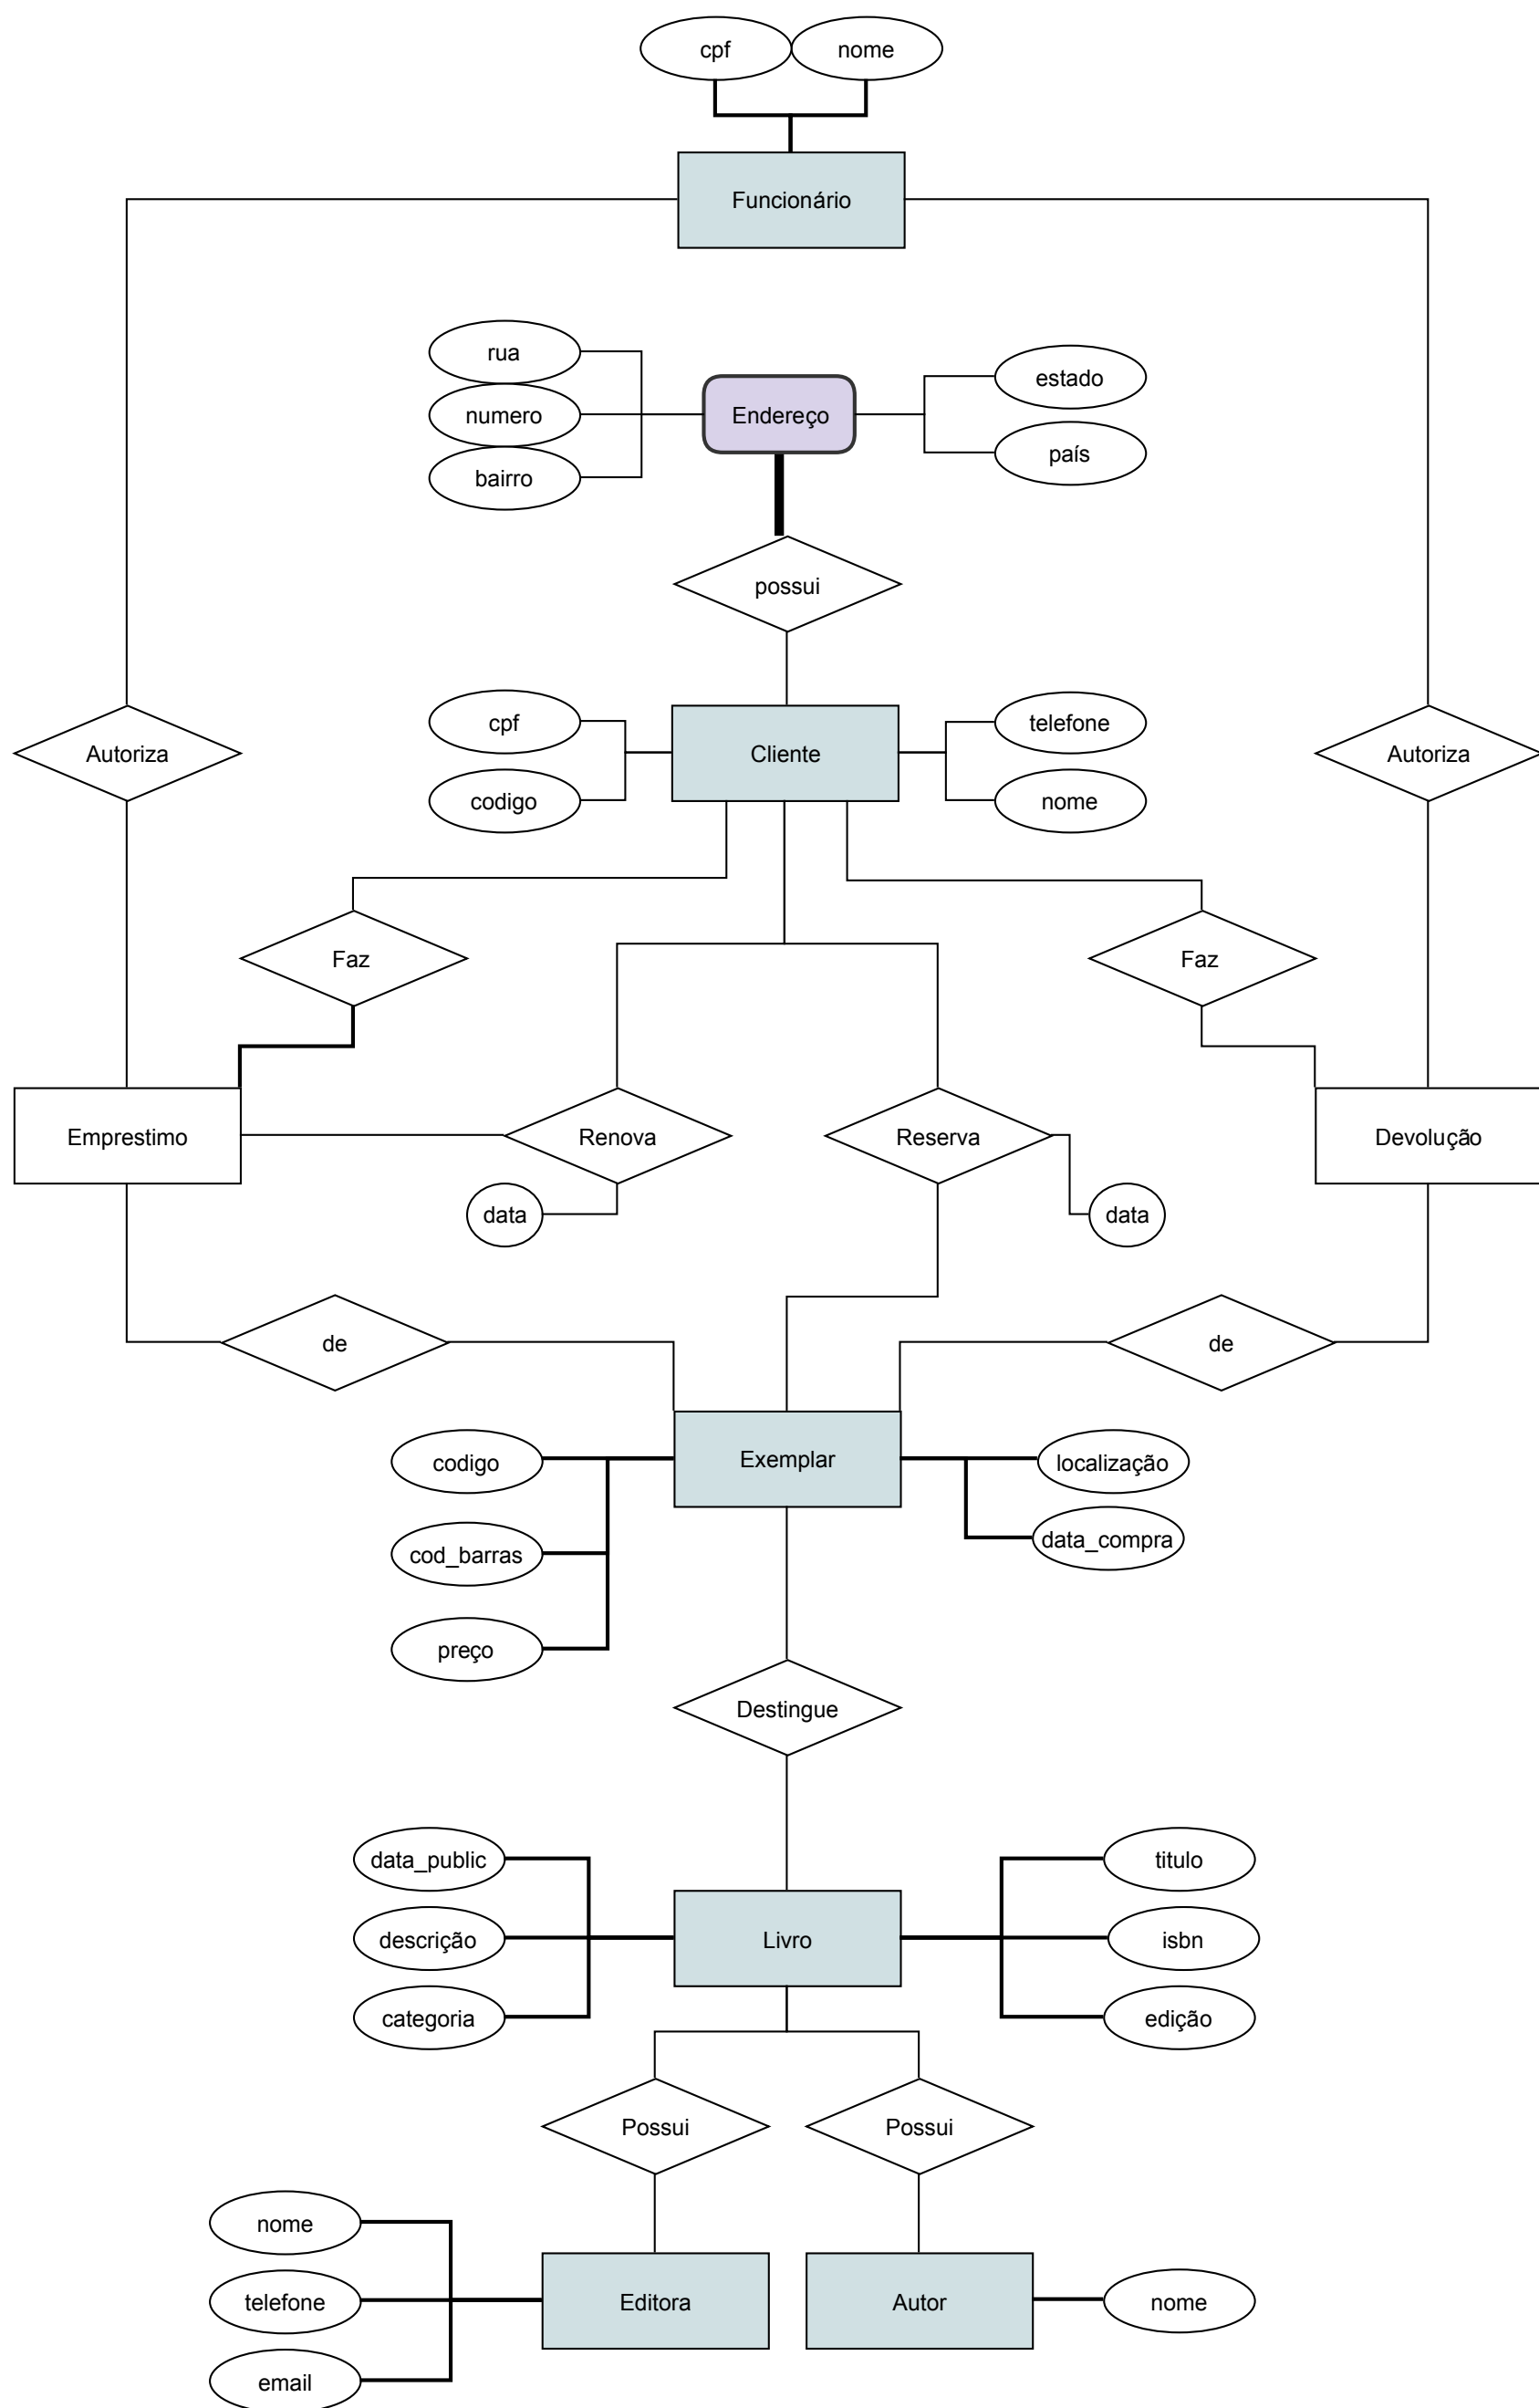 cpf
nome
Funcionário
rua
estado
Endereço
numero
país
bairro
possui
cpf
telefone
Autoriza
Cliente
Autoriza
codigo
nome
Faz
Faz
Emprestimo
Renova
Reserva
Devolução
data
data
de
de
codigo
Exemplar
localização
data_compra
cod_barras
preço
Destingue
data_public
titulo
descrição
Livro
isbn
categoria
edição
Possui
Possui
nome
telefone
Editora
Autor
nome
email